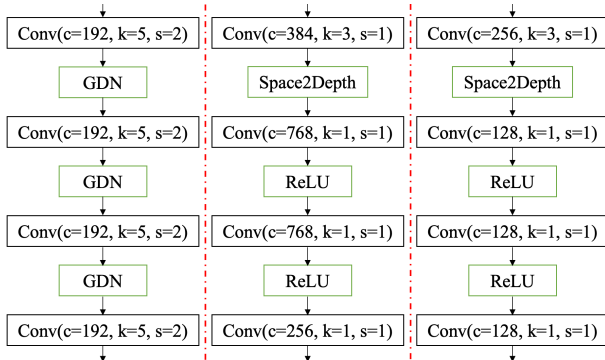 Conv(c=192, k=5, s=2)
GDN
Conv(c=192, k=5, s=2)
GDN
Conv(c=192, k=5, s=2)
GDN
Conv(c=192, k=5, s=2)
Conv(c=384, k=3, s=1)
Space2Depth
Conv(c=768, k=1, s=1)
ReLU
Conv(c=768, k=1, s=1)
ReLU
Conv(c=256, k=1, s=1)
Conv(c=256, k=3, s=1)
Space2Depth
Conv(c=128, k=1, s=1)
ReLU
Conv(c=128, k=1, s=1)
ReLU
Conv(c=128, k=1, s=1)